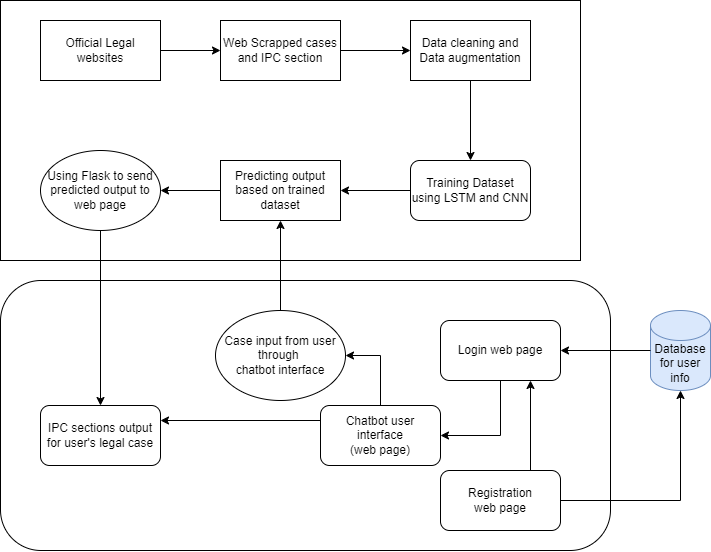 Official Legal
websites
Web Scrapped cases
and IPC section
Data cleaning and
Data augmentation
Using Flask to send
predicted output to
web page
Predicting output
based on trained
dataset
Training Dataset
using LSTM and CNN
Case input from user
through
chatbot interface
Login web page
Database
for user
info
IPC sections output
for user's legal case
Chatbot user
interface
(web page)
Registration
web page